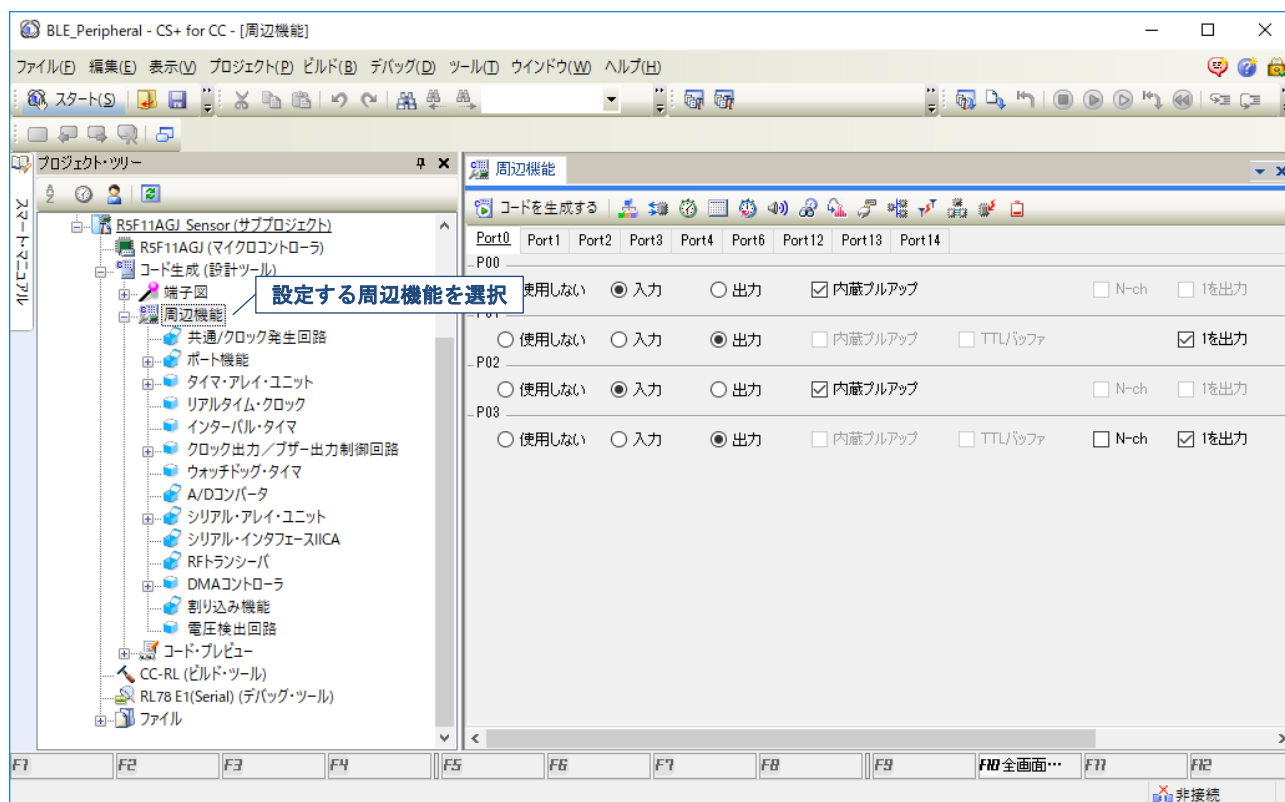 BLE_Peripheral - CS+ for CC - [周辺機能]
ファイル(F) 編集(E) 表示(V) プロジェクト(P) ビルド(B) デバッグ(D) ツール(T) ウインドウ(W) ヘルプ(H)
スタート(S)
プロジェクト・ツリー
スマート・マニュアル
R5F11AGJ_Sensor (サブプロジェクト)
R5F11AGJ (マイクロコントローラ)
コード生成 (設計ツール)
端子図
周辺機能
共通/クロック発生回路
ポート機能
タイマ・アレイ・ユニット
リアルタイム・クロック
インターバル・タイマ
クロック出力／ブザー出力制御回路
ウォッチドッグ・タイマ
A/Dコンバータ
シリアル・アレイ・ユニット
シリアル・インタフェースIICA
RFトランシーバ
DMAコントローラ
割り込み機能
電圧検出回路
コード・プレビュー
CC-RL (ビルド・ツール)
RL78 E1(Serial) (デバッグ・ツール)
ファイル
設定する周辺機能を選択
周辺機能
コードを生成する
Port0 Port1 Port2 Port3 Port4 Port6 Port12 Port13 Port14
P00
使用しない 入力 出力 内蔵プルアップ N-ch 1を出力
P01
使用しない 入力 出力 内蔵プルアップ TTLバッファ 1を出力
P02
使用しない 入力 出力 内蔵プルアップ N-ch 1を出力
P03
使用しない 入力 出力 内蔵プルアップ TTLバッファ N-ch 1を出力
F1 F2 F3 F4 F5 F6 F7 F8 F9 F10 全画面… F11 F12
非接続